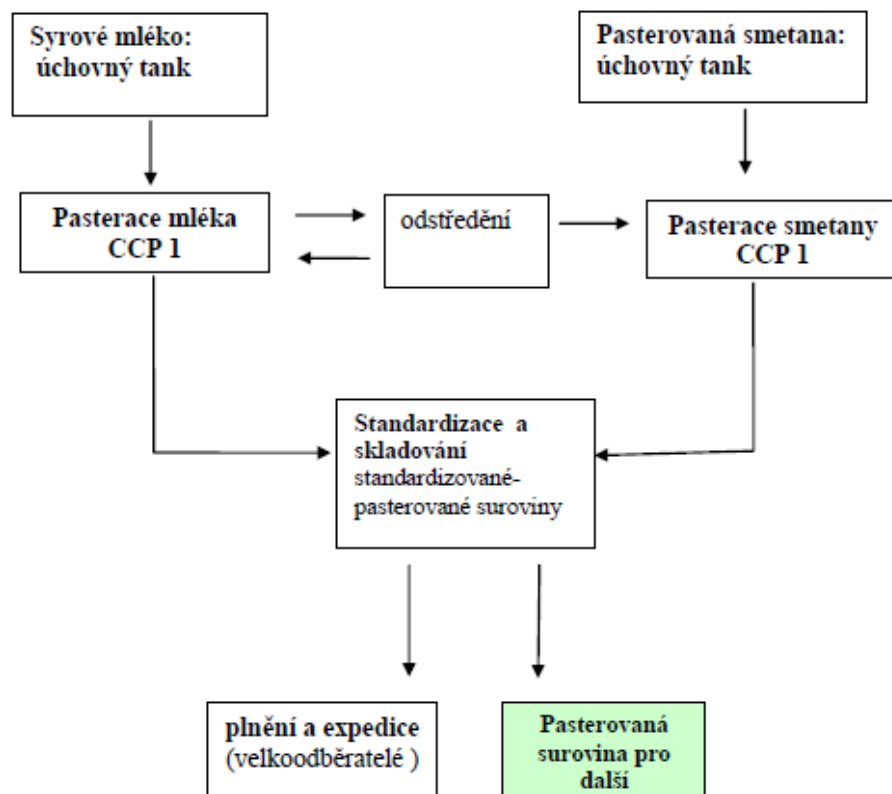 Syrové mléko:
úchovný tank
Pasterovaná smetana:
úchovný tank
Pasterace mléka
CCP 1
odstředění
Pasterace smetany
CCP 1
Standardizace a
skladování
standardizované-
pasterované suroviny
plnění a expedice
(velkoodběratelé )
Pasterovaná
surovina pro
další